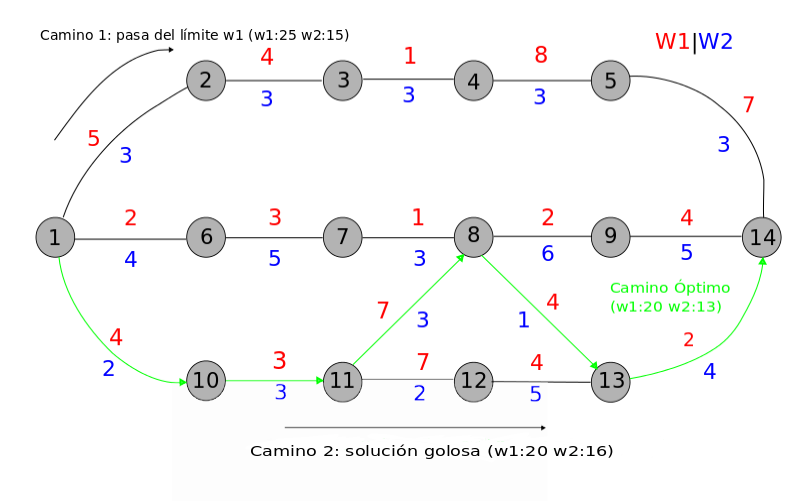 Camino 1: pasa del límite w1 (w1:25 w2:15)
W1|W2
4 1 8
2 3 4 5
3 3 3
7
5
3
3
2 3 1 2 4
1 6 7 8 9 14
4 5 3 6 5
Camino Óptimo
(w1:20 w2:13)
7 4
3 1
4 3 7 4 2
2
10 11 12 13
4
3 2 5
Camino 2: solución golosa (w1:20 w2:16)